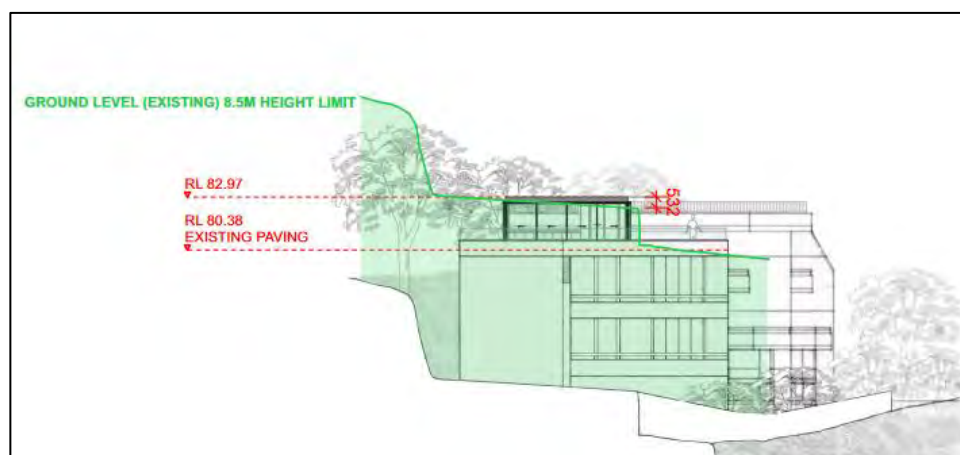 GROUND LEVEL (EXISTING) 8.5M HEIGHT LIMIT
RL 82.97
532
RL 80.38
EXISTING PAVING